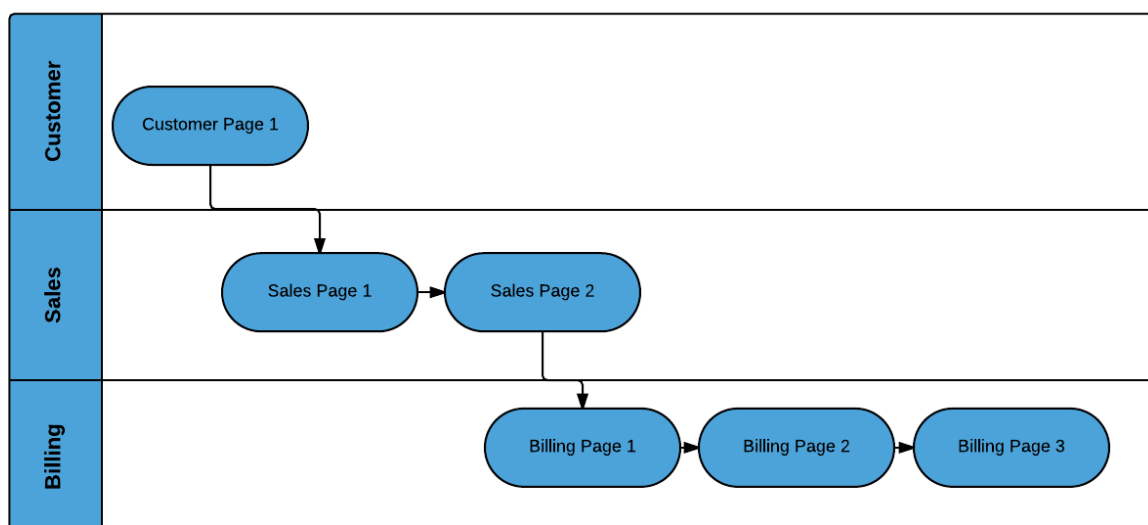 Customer
Customer Page 1
Sales
Sales Page 1
Sales Page 2
Billing
Billing Page 1
Billing Page 2
Billing Page 3